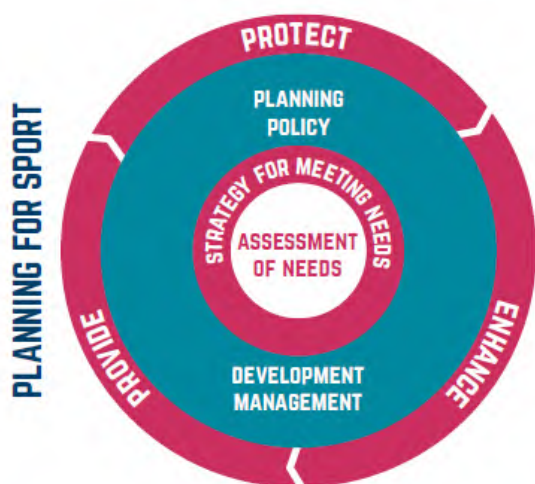 PLANNING FOR SPORT
PROTECT
PLANNING
POLICY
STRATEGY FOR MEETING NEEDS
ASSESSMENT
OF NEEDS
DEVELOPMENT
MANAGEMENT
PROVIDE
ENHANCE